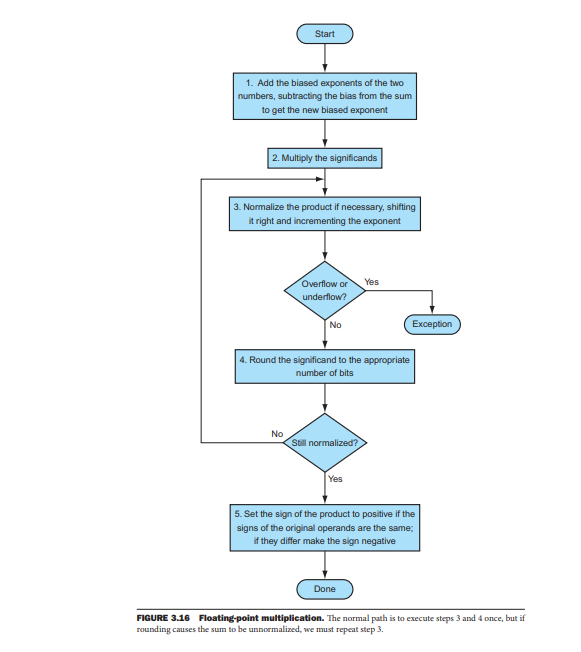 Start
1. Add the biased exponents of the two
numbers, subtracting the bias from the sum
to get the new biased exponent
2. Multiply the significands
3. Normalize the product if necessary, shifting
it right and incrementing the exponent
Overflow or
underflow?
Yes
No
Exception
4. Round the significand to the appropriate
number of bits
No
Still normalized?
Yes
5. Set the sign of the product to positive if the
signs of the original operands are the same;
if they differ make the sign negative
Done
FIGURE 3.16 Floating-point multiplication. The normal path is to execute steps 3 and 4 once, but if
rounding causes the sum to be unnormalized, we must repeat step 3.